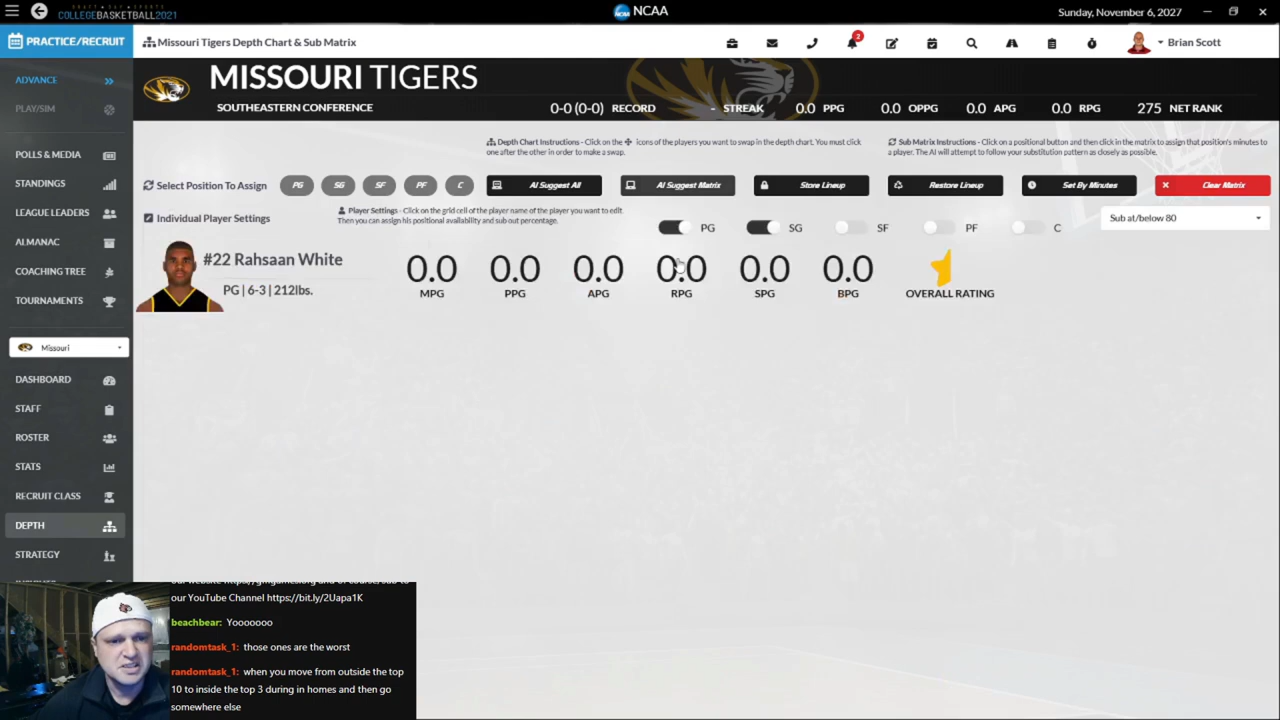 DRAFT · DAY · SPORTS
COLLEGEBASKETBALL2021
NCAA
Sunday, November 6, 2027
PRACTICE/RECRUIT
Missouri Tigers Depth Chart & Sub Matrix
2
Brian Scott
ADVANCE
PLAY/SIM
POLLS & MEDIA
STANDINGS
LEAGUE LEADERS
ALMANAC
COACHING TREE
TOURNAMENTS
Missouri
DASHBOARD
STAFF
ROSTER
STATS
RECRUIT CLASS
DEPTH
STRATEGY
MISSOURI TIGERS
SOUTHEASTERN CONFERENCE
0-0 (0-0) RECORD
- STREAK
0.0 PPG
0.0 OPPG
0.0 APG
0.0 RPG
275 NET RANK
Depth Chart Instructions - Click on the icons of the players you want to swap in the depth chart. You must click
one after the other in order to make a swap.
Sub Matrix Instructions - Click on a positional button and then click in the matrix to assign that position's minutes to
a player. The AI will attempt to follow your substitution pattern as closely as possible.
Select Position To Assign
PG
SG
SF
PF
C
AI Suggest All
AI Suggest Matrix
Store Lineup
Restore Lineup
Set By Minutes
Clear Matrix
Individual Player Settings
Player Settings - Click on the grid cell of the player name of the player you want to edit.
Then you can assign his positional availability and sub out percentage.
PG
SG
SF
PF
C
Sub at/below 80
#22 Rahsaan White
PG | 6-3 | 212lbs.
0.0
MPG
0.0
PPG
0.0
APG
0.0
RPG
0.0
SPG
0.0
BPG
OVERALL RATING
our YouTube Channel https://bit.ly/2Uapa1K
beachbear: Yooooooo
randomtask_1: those ones are the worst
randomtask_1: when you move from outside the top
10 to inside the top 3 during in homes and then go
somewhere else